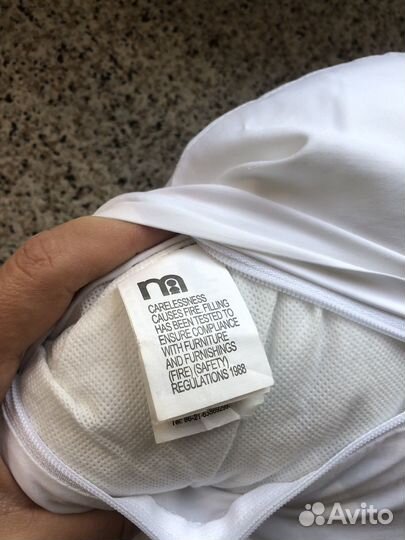 CARELESSNESS
CAUSES FIRE. FILLING
HAS BEEN TESTED TO
ENSURE COMPLIANCE
WITH FURNITURE
AND FURNISHINGS
(FIRE) (SAFETY)
REGULATIONS 1988
Avito